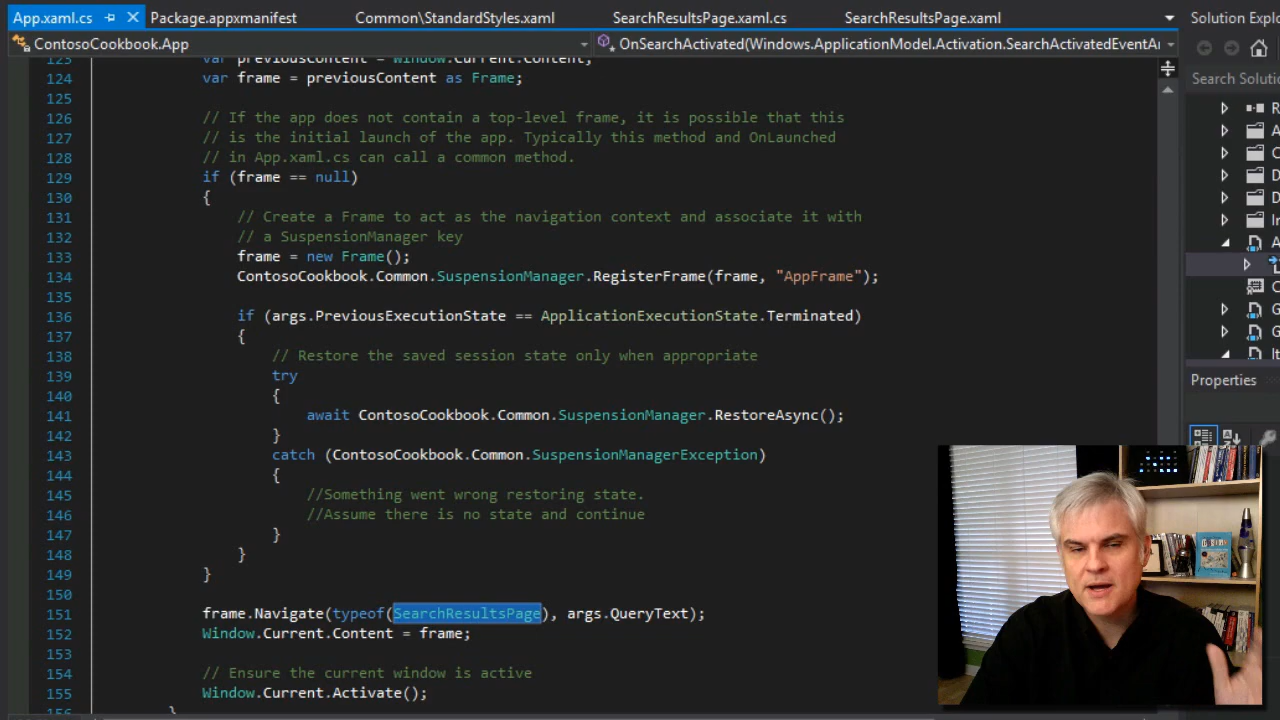 App.xaml.cs
Package.appxmanifest
Common\StandardStyles.xaml
SearchResultsPage.xaml.cs
SearchResultsPage.xaml
Solution Explo
ContosoCookbook.App
OnSearchActivated(Windows.ApplicationModel.Activation.SearchActivatedEventAr
Search Solutio
123 var previousContent = Window.Current.Content;
124 var frame = previousContent as Frame;
125
126 // If the app does not contain a top-level frame, it is possible that this
127 // is the initial launch of the app. Typically this method and OnLaunched
128 // in App.xaml.cs can call a common method.
129 if (frame == null)
130 {
131 // Create a Frame to act as the navigation context and associate it with
132 // a SuspensionManager key
133 frame = new Frame();
134 ContosoCookbook.Common.SuspensionManager.RegisterFrame(frame, "AppFrame");
135
136 if (args.PreviousExecutionState == ApplicationExecutionState.Terminated)
137 {
138 // Restore the saved session state only when appropriate
139 try
140 {
141 await ContosoCookbook.Common.SuspensionManager.RestoreAsync();
142 }
143 catch (ContosoCookbook.Common.SuspensionManagerException)
144 {
145 //Something went wrong restoring state.
146 //Assume there is no state and continue
147 }
148 }
149 }
150
151 frame.Navigate(typeof(SearchResultsPage), args.QueryText);
152 Window.Current.Content = frame;
153
154 // Ensure the current window is active
155 Window.Current.Activate();
156 }
Properties